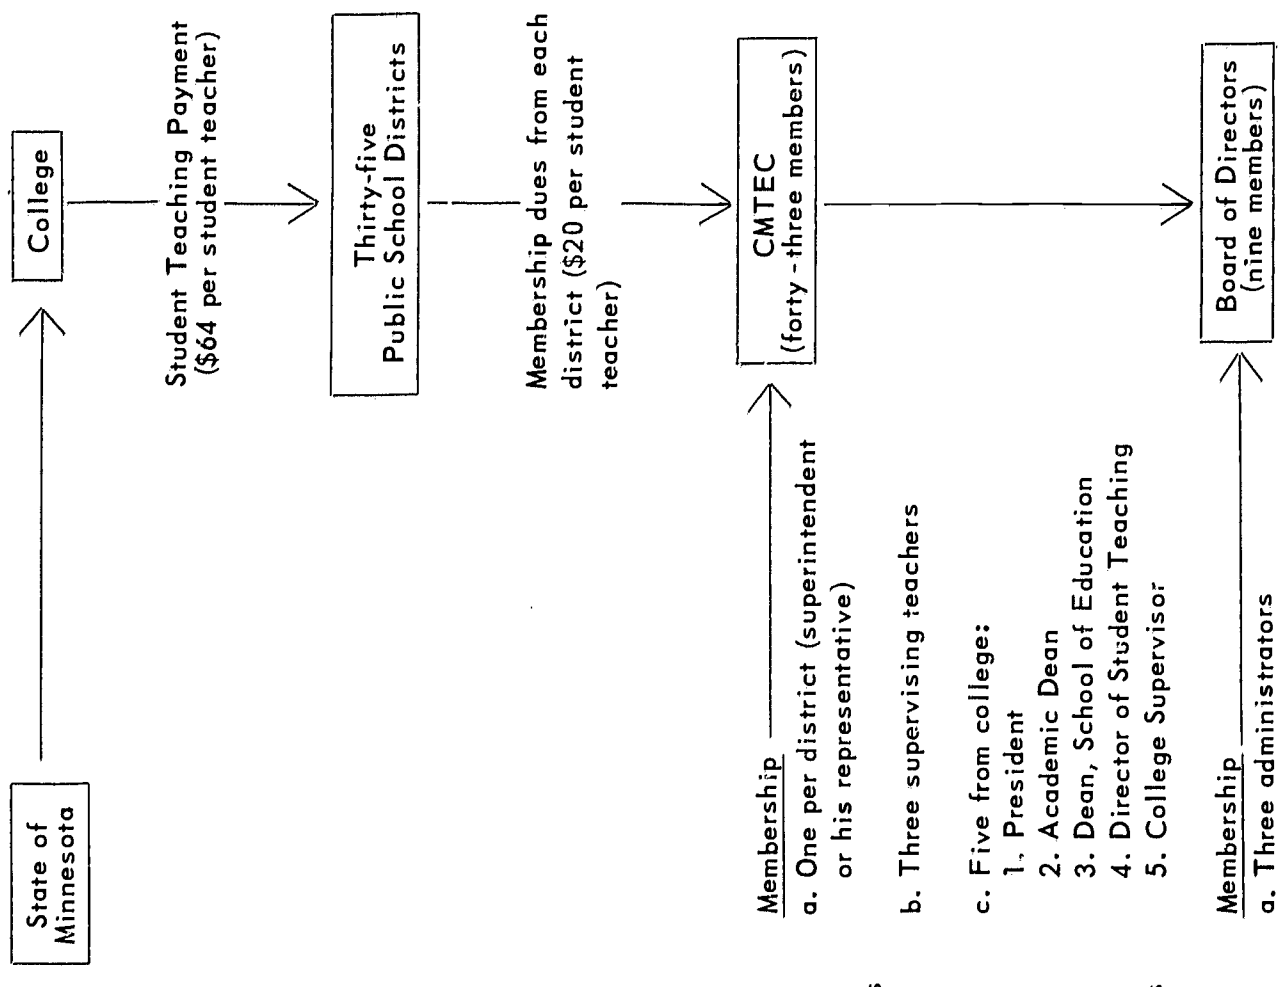 State of
Minnesota
College
Student Teaching Payment
($64 per student teacher)
Thirty-five
Public School Districts
Membership dues from each
district ($20 per student
teacher)
CMTEC
(forty-three members)
Membership
a. One per district (superintendent
or his representative)
b. Three supervising teachers
c. Five from college:
1. President
2. Academic Dean
3. Dean, School of Education
4. Director of Student Teaching
5. College Supervisor
Board of Directors
(nine members)
Membership
a. Three administrators